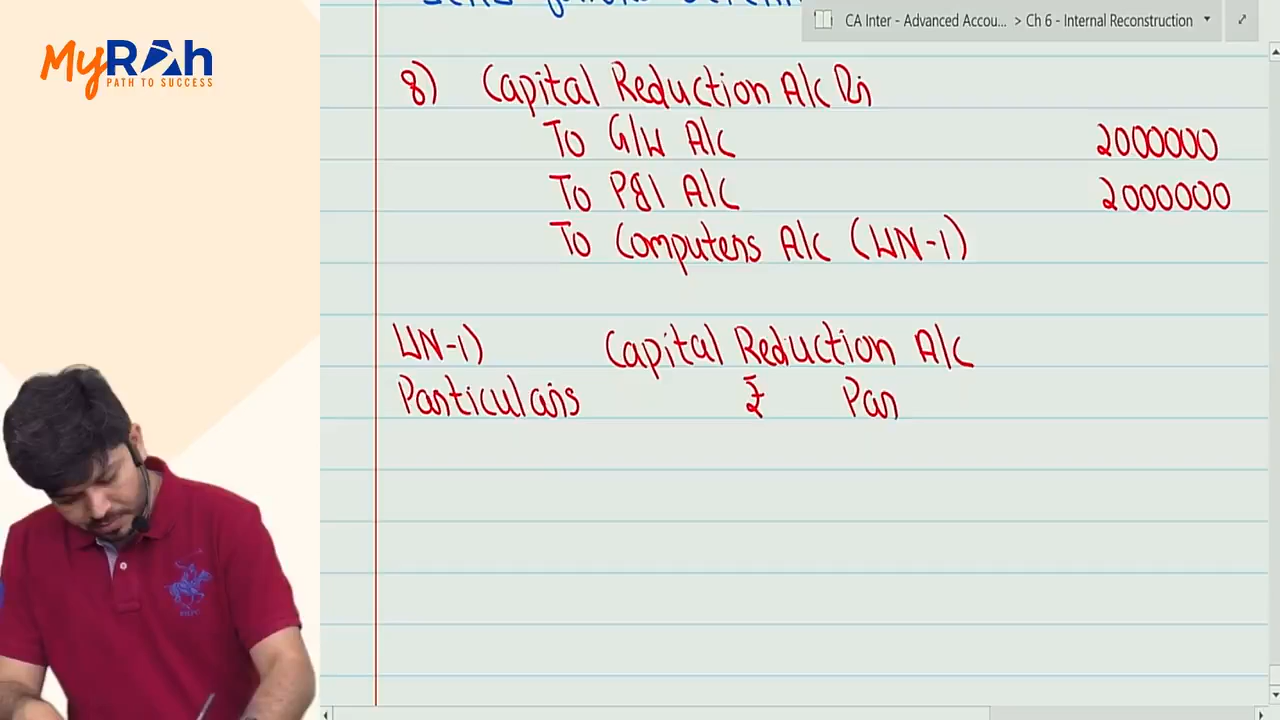 MyRAh
PATH TO SUCCESS
CA Inter - Advanced Accou... > Ch 6 - Internal Reconstruction
8) Capital Reduction A/c Dr
To G/W A/c 2000000
To P&l A/c 2000000
To Computers A/c (WN-1)
WN-1) Capital Reduction A/c
Particulars ₹ Par